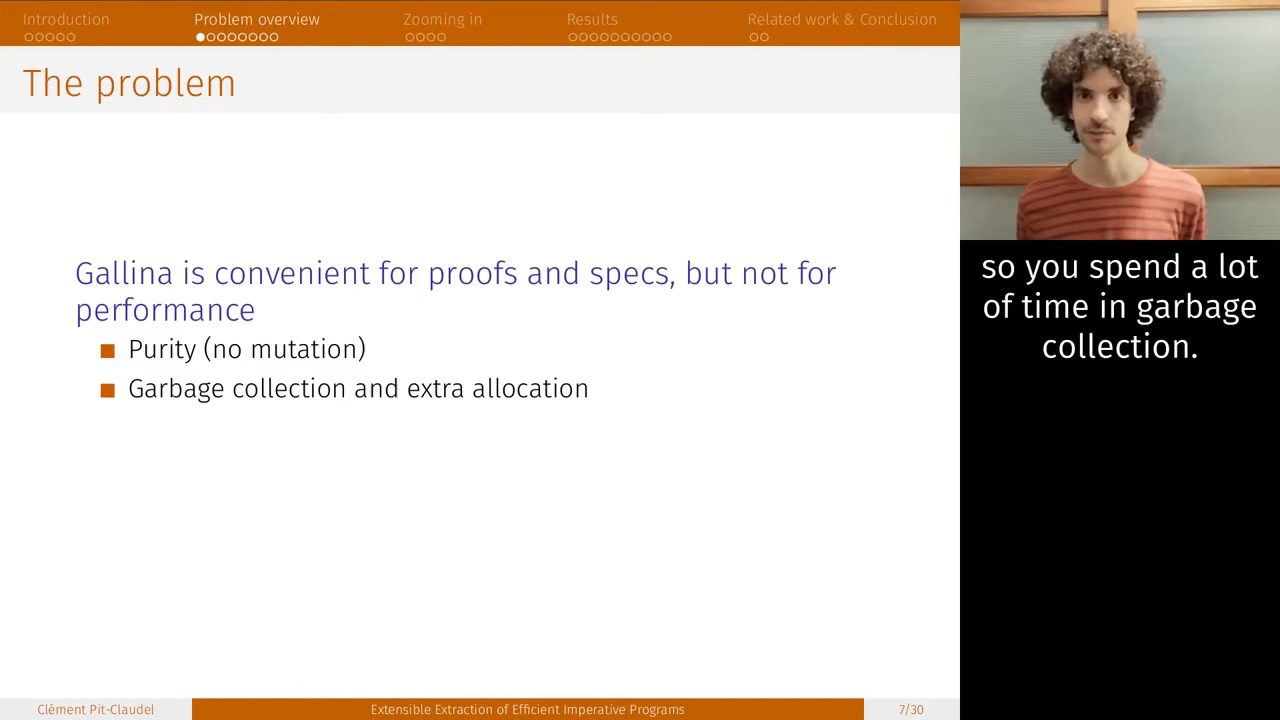 Introduction
Problem overview
Zooming in
Results
Related work & Conclusion
The problem
Gallina is convenient for proofs and specs, but not for
performance
Purity (no mutation)
Garbage collection and extra allocation
so you spend a lot
of time in garbage
collection.
Clément Pit-Claudel
Extensible Extraction of Efficient Imperative Programs
7/30